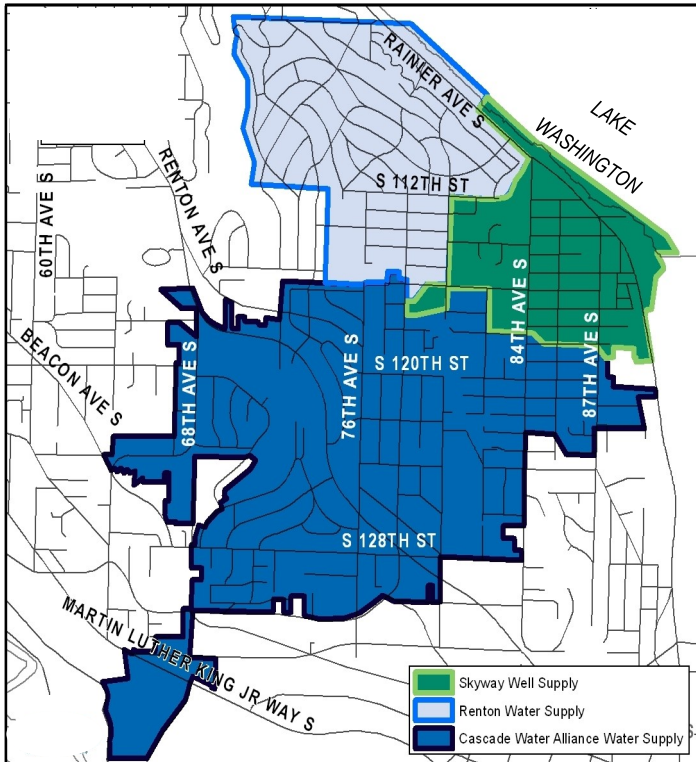 RAINIER AVE S
LAKE
WASHINGTON
RENTON AVE S
S 112TH ST
60TH AVE S
BEACON AVE S
68TH AVE S
76TH AVE S
S 120TH ST
84TH AVE S
87TH AVE S
S 128TH ST
MARTIN LUTHER KING JR WAY S
Skyway Well Supply
Renton Water Supply
Cascade Water Alliance Water Supply